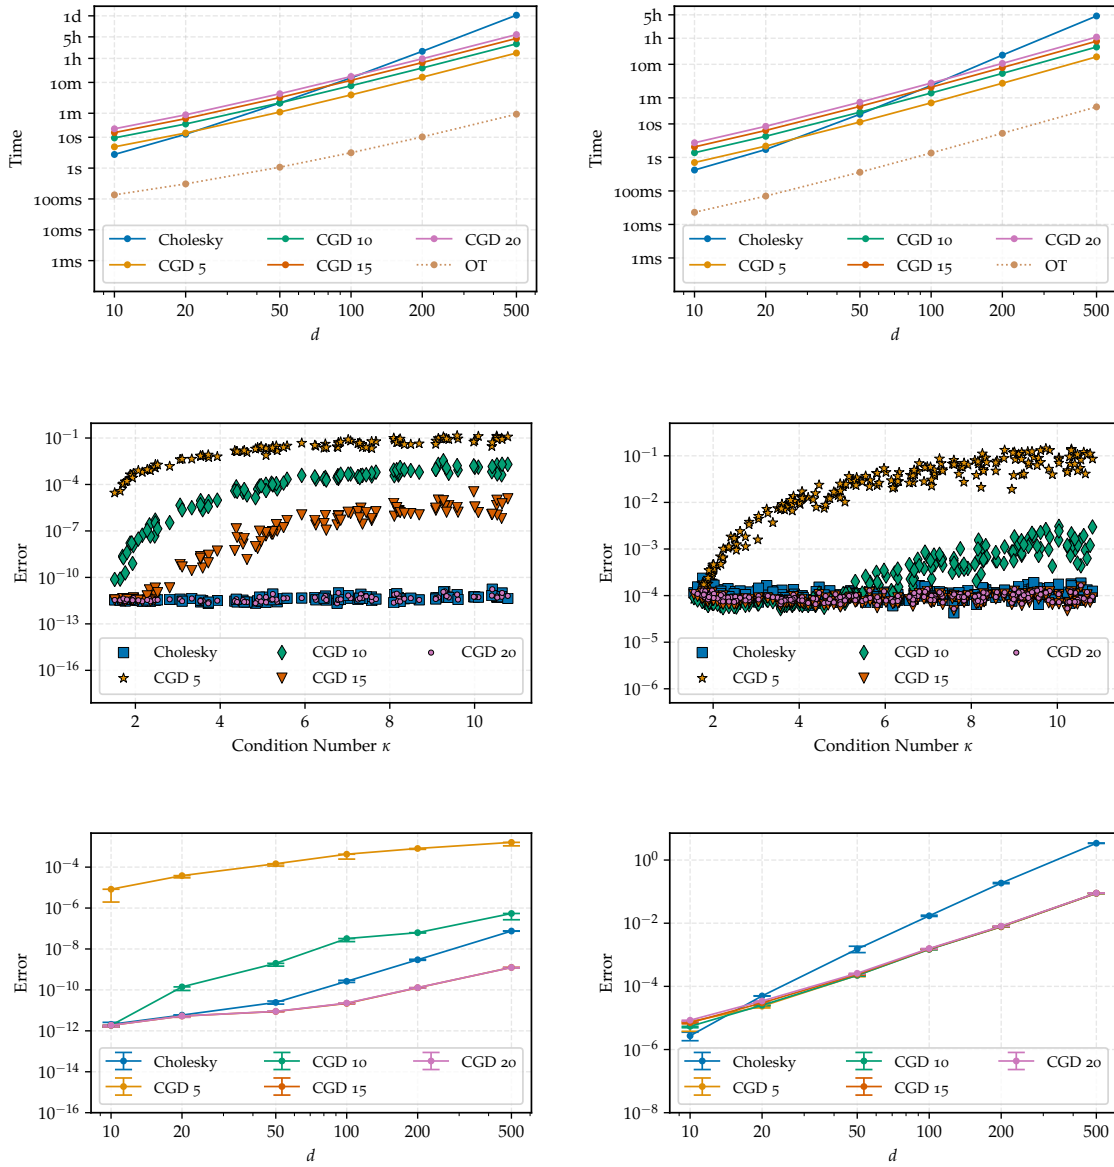 1d
5h
1h
10m
1m
10s
1s
100ms
10ms
1ms
Time
Cholesky
CGD 5
CGD 10
CGD 15
CGD 20
OT
10 20 50 100 200 500
d
5h
1h
10m
1m
10s
1s
100ms
10ms
1ms
Time
Cholesky
CGD 5
CGD 10
CGD 15
CGD 20
OT
10 20 50 100 200 500
d
10⁻¹
10⁻⁴
10⁻⁷
10⁻¹⁰
10⁻¹³
10⁻¹⁶
Error
Cholesky
CGD 5
CGD 10
CGD 15
CGD 20
2 4 6 8 10
Condition Number κ
10⁻¹
10⁻²
10⁻³
10⁻⁴
10⁻⁵
10⁻⁶
Error
Cholesky
CGD 5
CGD 10
CGD 15
CGD 20
2 4 6 8 10
Condition Number κ
10⁻⁴
10⁻⁶
10⁻⁸
10⁻¹⁰
10⁻¹²
10⁻¹⁴
10⁻¹⁶
Error
Cholesky
CGD 5
CGD 10
CGD 15
CGD 20
10 20 50 100 200 500
d
10⁰
10⁻²
10⁻⁴
10⁻⁶
10⁻⁸
Error
Cholesky
CGD 5
CGD 10
CGD 15
CGD 20
10 20 50 100 200 500
d